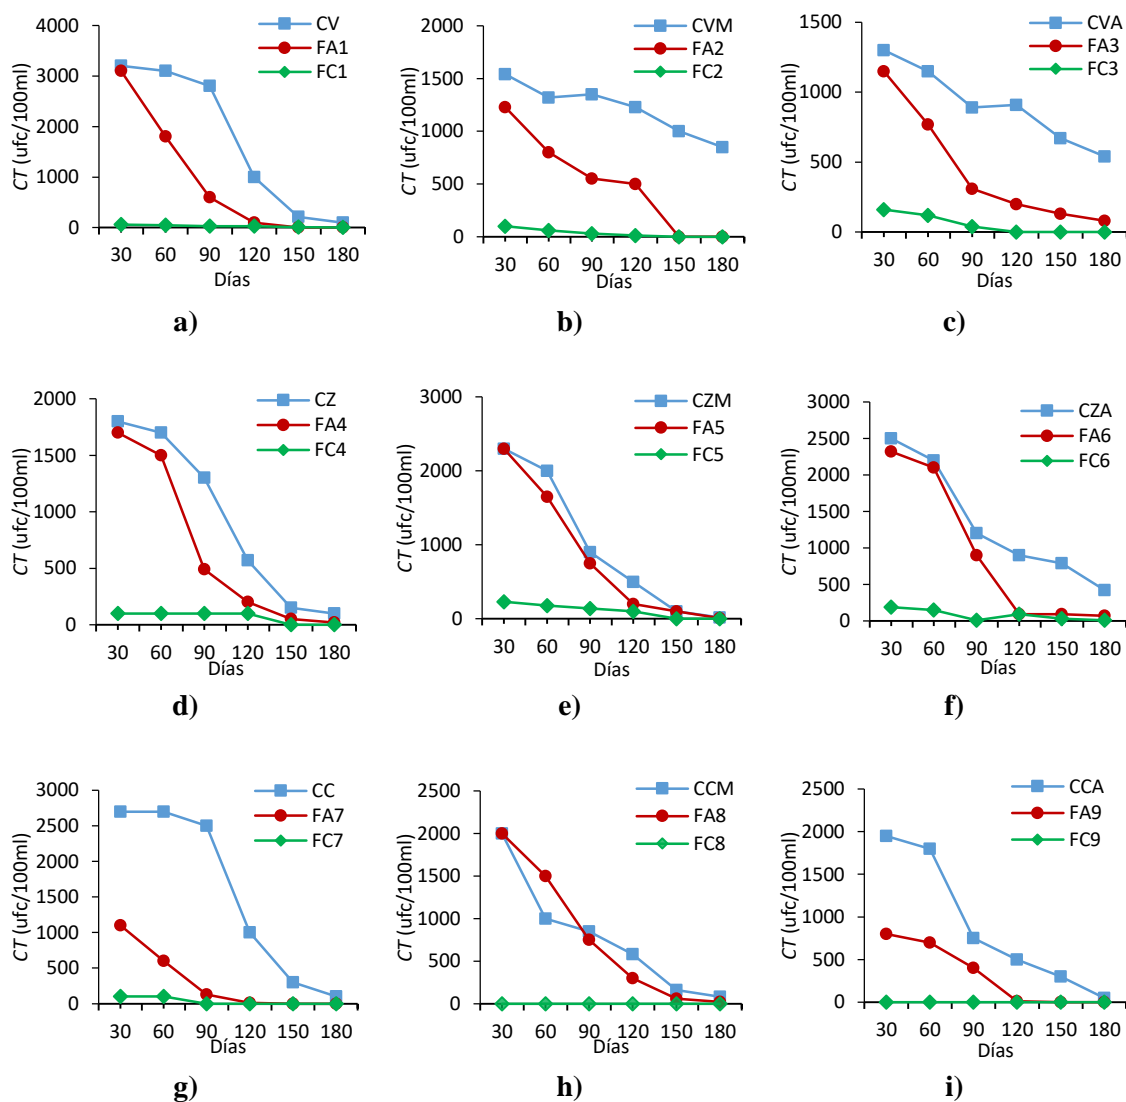 CV
FA1
FC1
4000
3000
2000
1000
0
CT (ufc/100ml)
30 60 90 120 150 180
Días
a)
CVM
FA2
FC2
2000
1500
1000
500
0
CT (ufc/100ml)
30 60 90 120 150 180
Días
b)
CVA
FA3
FC3
1500
1000
500
0
CT (ufc/100ml)
30 60 90 120 150 180
Días
c)
CZ
FA4
FC4
2000
1500
1000
500
0
CT (ufc/100ml)
30 60 90 120 150 180
Días
d)
CZM
FA5
FC5
3000
2000
1000
0
CT (ufc/100ml)
30 60 90 120 150 180
Días
e)
CZA
FA6
FC6
3000
2500
2000
1500
1000
500
0
CT (ufc/100ml)
30 60 90 120 150 180
Días
f)
CC
FA7
FC7
3000
2500
2000
1500
1000
500
0
CT (ufc/100ml)
30 60 90 120 150 180
Días
g)
CCM
FA8
FC8
2500
2000
1500
1000
500
0
CT (ufc/100ml)
30 60 90 120 150 180
Días
h)
CCA
FA9
FC9
2500
2000
1500
1000
500
0
CT (ufc/100ml)
30 60 90 120 150 180
Días
i)